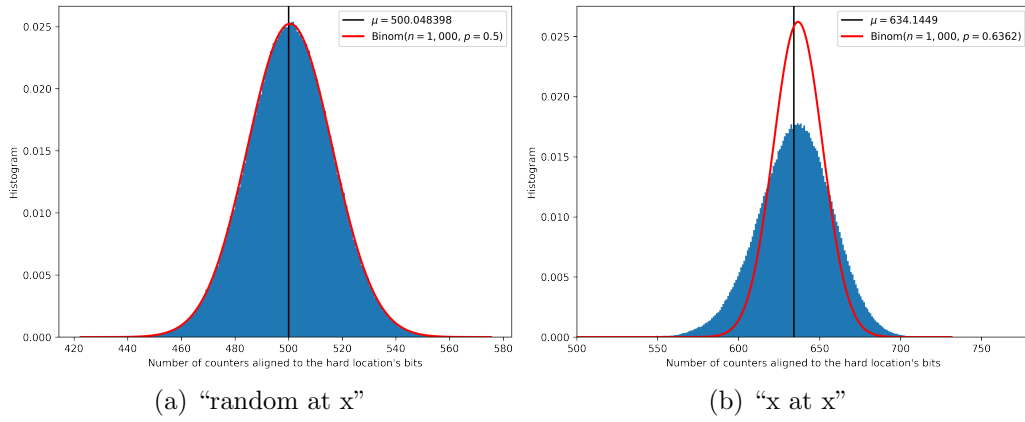 μ = 500.048398
Binom(n = 1, 000, p = 0.5)
Histogram
0.025
0.020
0.015
0.010
0.005
0.000
420 440 460 480 500 520 540 560 580
Number of counters aligned to the hard location's bits
(a) “random at x”
μ = 634.1449
Binom(n = 1, 000, p = 0.6362)
Histogram
0.025
0.020
0.015
0.010
0.005
0.000
500 550 600 650 700 750
Number of counters aligned to the hard location's bits
(b) “x at x”